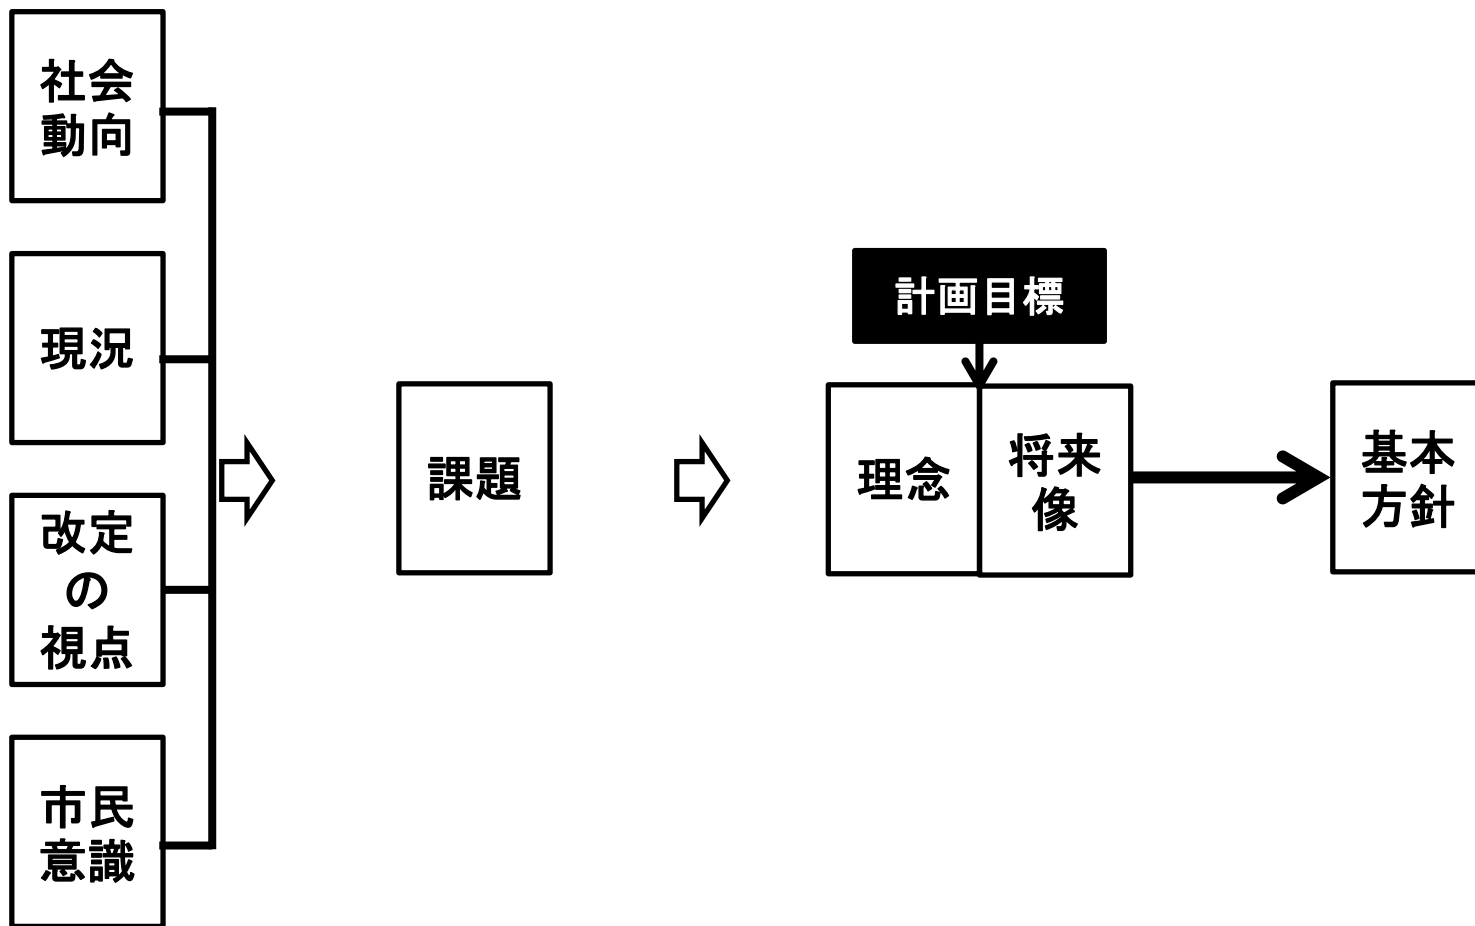 社会
動向
現況
改定
の
視点
市民
意識
課題
計画目標
理念
将来
像
基本
方針